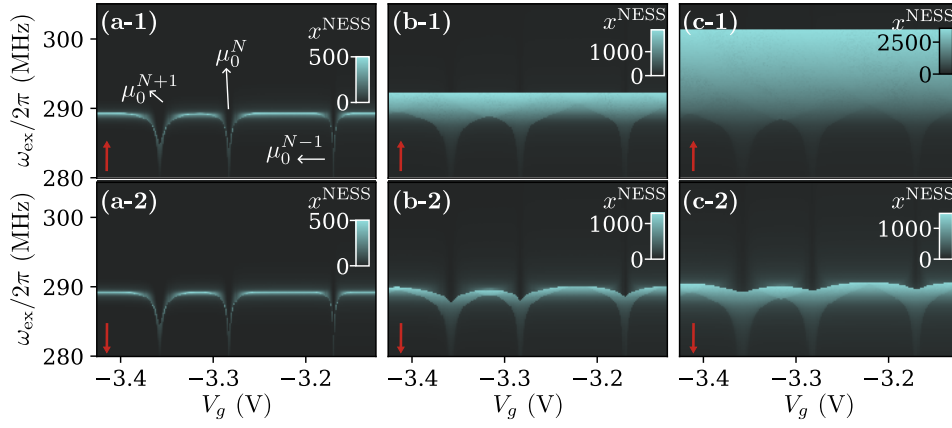 (a-1)
x^NESS
500
0
μ_0^{N+1}
μ_0^N
μ_0^{N-1}
300
290
280
ω_ex/2π (MHz)
(b-1)
x^NESS
1000
0
(c-1)
x^NESS
2500
0
(a-2)
x^NESS
500
0
300
290
280
ω_ex/2π (MHz)
−3.4
−3.3
−3.2
V_g (V)
(b-2)
x^NESS
1000
0
−3.4
−3.3
−3.2
V_g (V)
(c-2)
x^NESS
1000
0
−3.4
−3.3
−3.2
V_g (V)